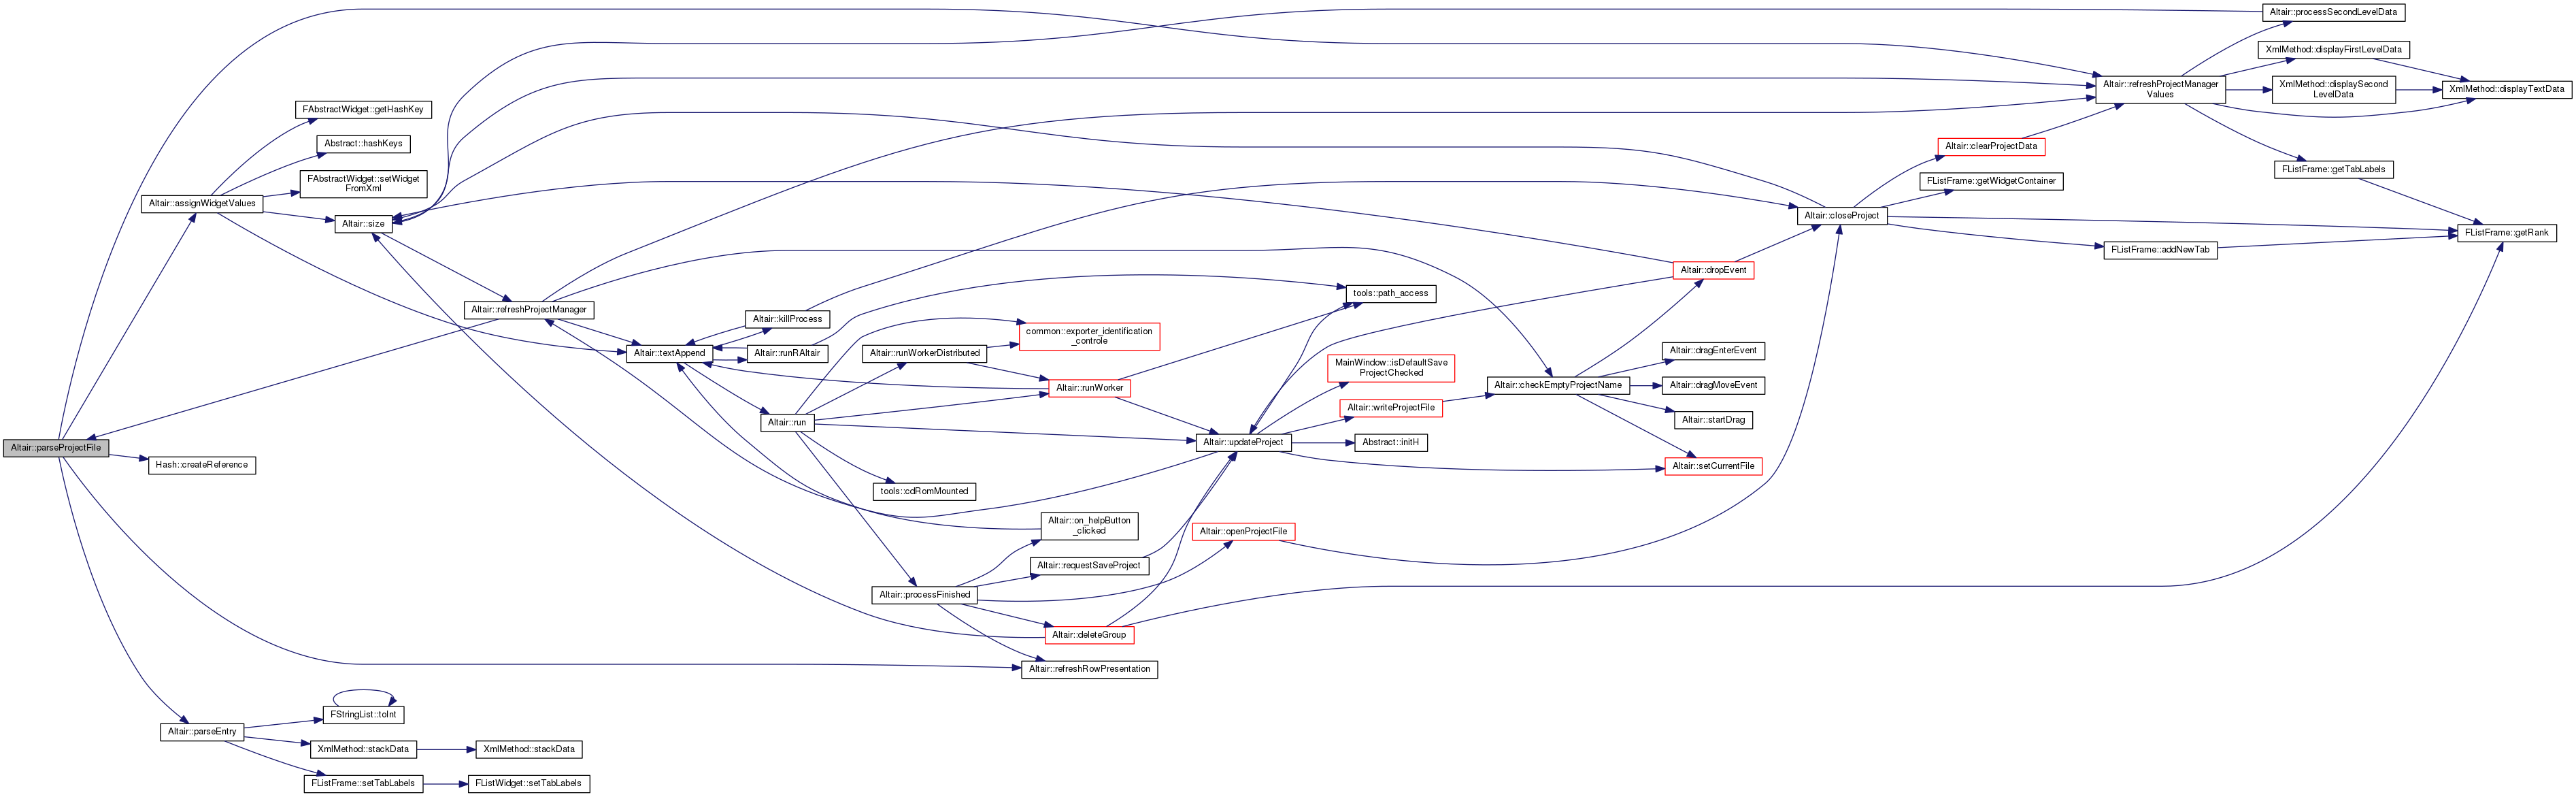 Altair::parseProjectFile
Altair::assignWidgetValues
Hash::createReference
Altair::parseEntry
FAbstractWidget::getHashKey
Abstract::hashKeys
FAbstractWidget::setWidget
FromXml
Altair::size
FStringList::toInt
XmlMethod::stackData
FListFrame::setTabLabels
Altair::refreshProjectManager
XmlMethod::stackData
FListWidget::setTabLabels
Altair::textAppend
Altair::killProcess
Altair::runRAltair
Altair::run
Altair::runWorkerDistributed
tools::cdRomMounted
Altair::processFinished
common::exporter_identification
_controle
Altair::runWorker
Altair::on_helpButton
_clicked
Altair::requestSaveProject
Altair::deleteGroup
Altair::refreshRowPresentation
Altair::updateProject
Altair::openProjectFile
tools::path_access
MainWindow::isDefaultSave
ProjectChecked
Altair::writeProjectFile
Abstract::initH
Altair::checkEmptyProjectName
Altair::dropEvent
Altair::dragEnterEvent
Altair::dragMoveEvent
Altair::startDrag
Altair::setCurrentFile
Altair::closeProject
Altair::clearProjectData
FListFrame::getWidgetContainer
Altair::refreshProjectManager
Values
FListFrame::addNewTab
Altair::processSecondLevelData
XmlMethod::displayFirstLevelData
XmlMethod::displaySecond
LevelData
FListFrame::getTabLabels
XmlMethod::displayTextData
FListFrame::getRank